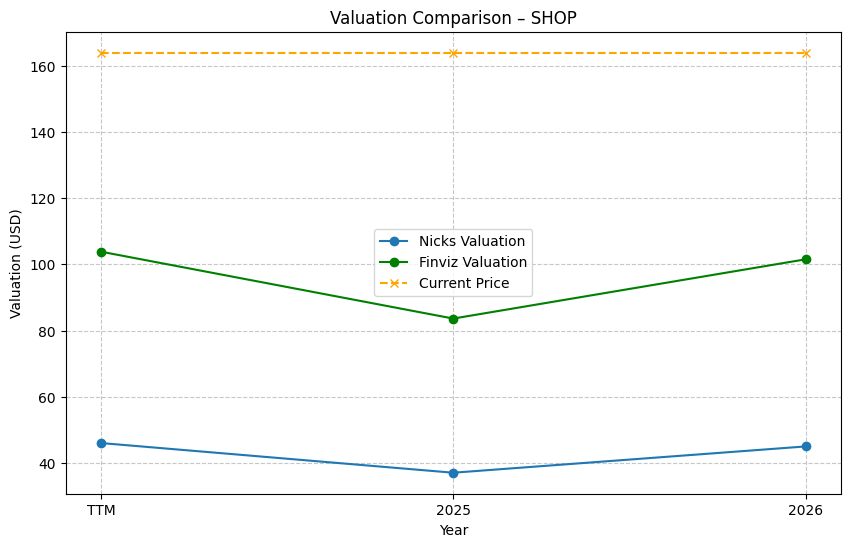 Valuation Comparison – SHOP
Valuation (USD)
160
140
120
100
80
60
40
Nicks Valuation
Finviz Valuation
Current Price
TTM
2025
2026
Year